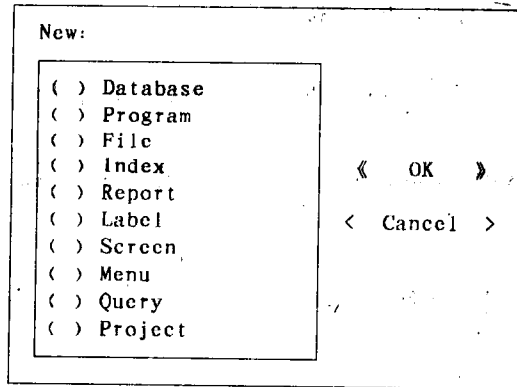 New:
( ) Database
( ) Program
( ) File
( ) Index
( ) Report
( ) Label
( ) Screen
( ) Menu
( ) Query
( ) Project
《 OK 》
< Cancel >